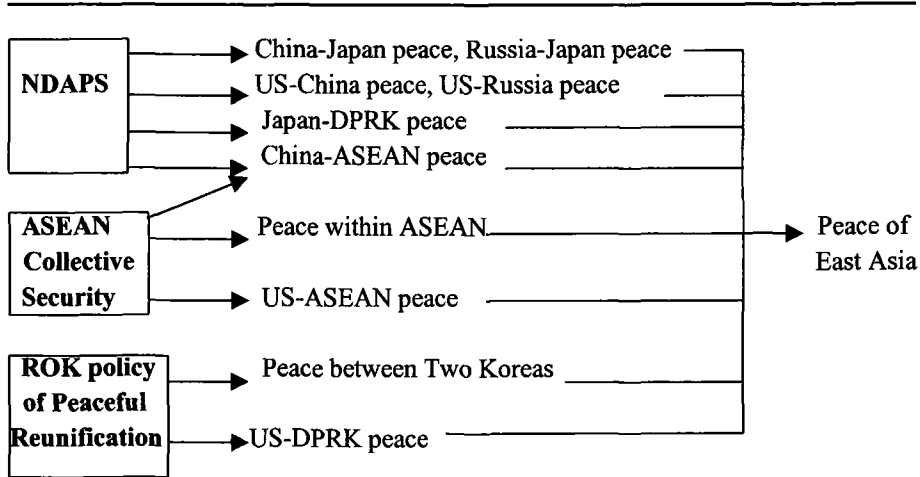 NDAPS
China-Japan peace, Russia-Japan peace
US-China peace, US-Russia peace
Japan-DPRK peace
China-ASEAN peace
ASEAN
Collective
Security
Peace within ASEAN
US-ASEAN peace
Peace of
East Asia
ROK policy
of Peaceful
Reunification
Peace between Two Koreas
US-DPRK peace